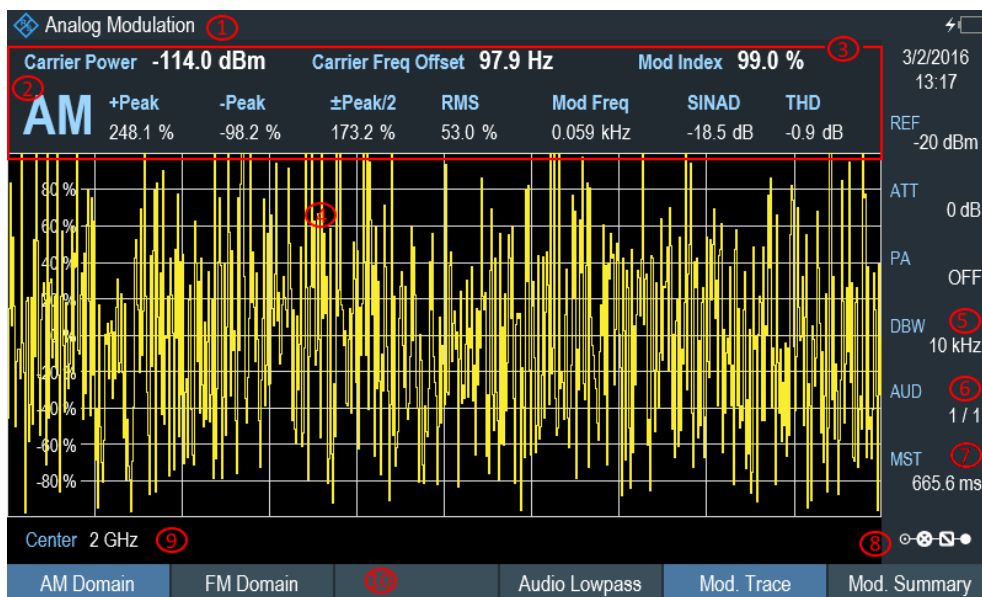 Analog Modulation 1
Carrier Power -114.0 dBm Carrier Freq Offset 97.9 Hz Mod Index 99.0 % 3
2
AM
+Peak -Peak ±Peak/2 RMS Mod Freq SINAD THD
248.1 % -98.2 % 173.2 % 53.0 % 0.059 kHz -18.5 dB -0.9 dB
3/2/2016
13:17
REF
-20 dBm
ATT
0 dB
PA
OFF
DBW 5
10 kHz
AUD 6
1 / 1
MST 7
665.6 ms
80 %
60 %
4
40 %
20 %
0 %
-20 %
-40 %
-60 %
-80 %
Center 2 GHz 9
8
AM Domain FM Domain 10 Audio Lowpass Mod. Trace Mod. Summary